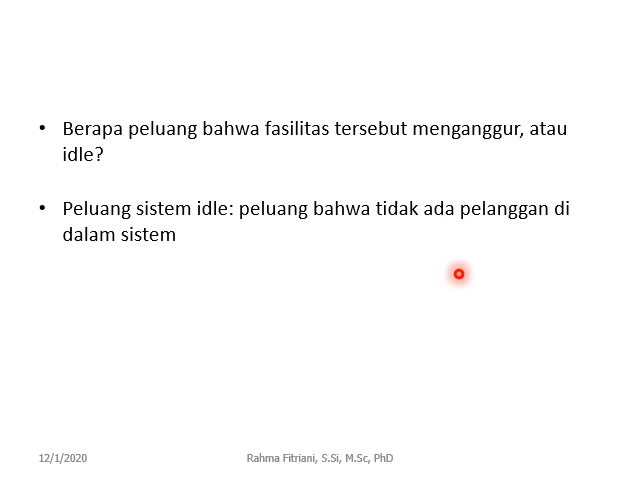 • Berapa peluang bahwa fasilitas tersebut menganggur, atau
idle?
• Peluang sistem idle: peluang bahwa tidak ada pelanggan di
dalam sistem
12/1/2020 Rahma Fitriani, S.Si, M.Sc, PhD